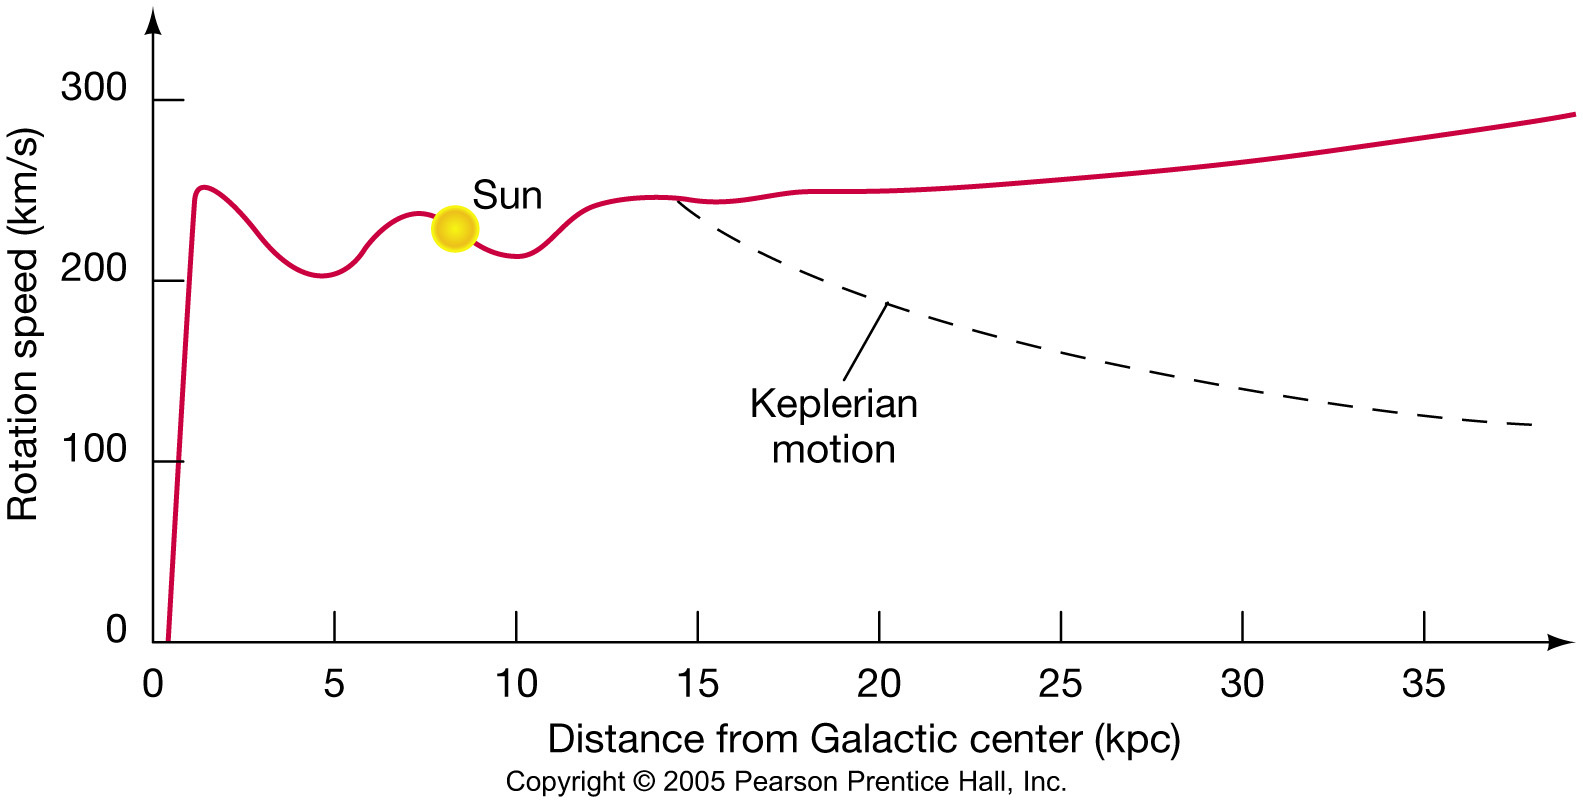 Rotation speed (km/s)
300
200
100
0
Sun
Keplerian
motion
0 5 10 15 20 25 30 35
Distance from Galactic center (kpc)
Copyright © 2005 Pearson Prentice Hall, Inc.